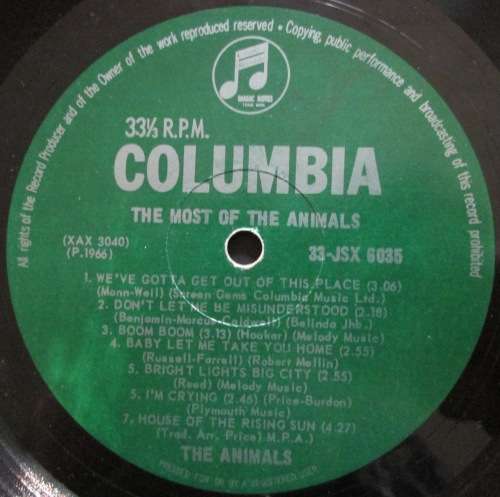 All rights of the Record Producer and of the Owner of the work reproduced reserved • Copying, public performance and broadcasting of this record prohibited
MAGIC NOTES
TRADE MARK
33⅓ R.P.M.
COLUMBIA
THE MOST OF THE ANIMALS
(XAX 3040)
(P.1966)
33-JSX 6035
1. WE'VE GOTTA GET OUT OF THIS PLACE (3.06)
(Mann-Weil) (Screen Gems Columbia Music Ltd.)
2. DON'T LET ME BE MISUNDERSTOOD (2.18)
(Benjamin-Marcus-Caldwell) (Belinda Jhb.)
3. BOOM BOOM (3.13) (Hooker) (Melody Music)
4. BABY LET ME TAKE YOU HOME (2.55)
(Russell-Farrell) (Robert Mellin)
5. BRIGHT LIGHTS BIG CITY (2.55)
(Reed) (Melody Music)
5. I'M CRYING (2.46) (Price-Burdon)
(Plymouth Music)
7. HOUSE OF THE RISING SUN (4.27)
(Trad. Arr. Price) M.P.A.)
THE ANIMALS